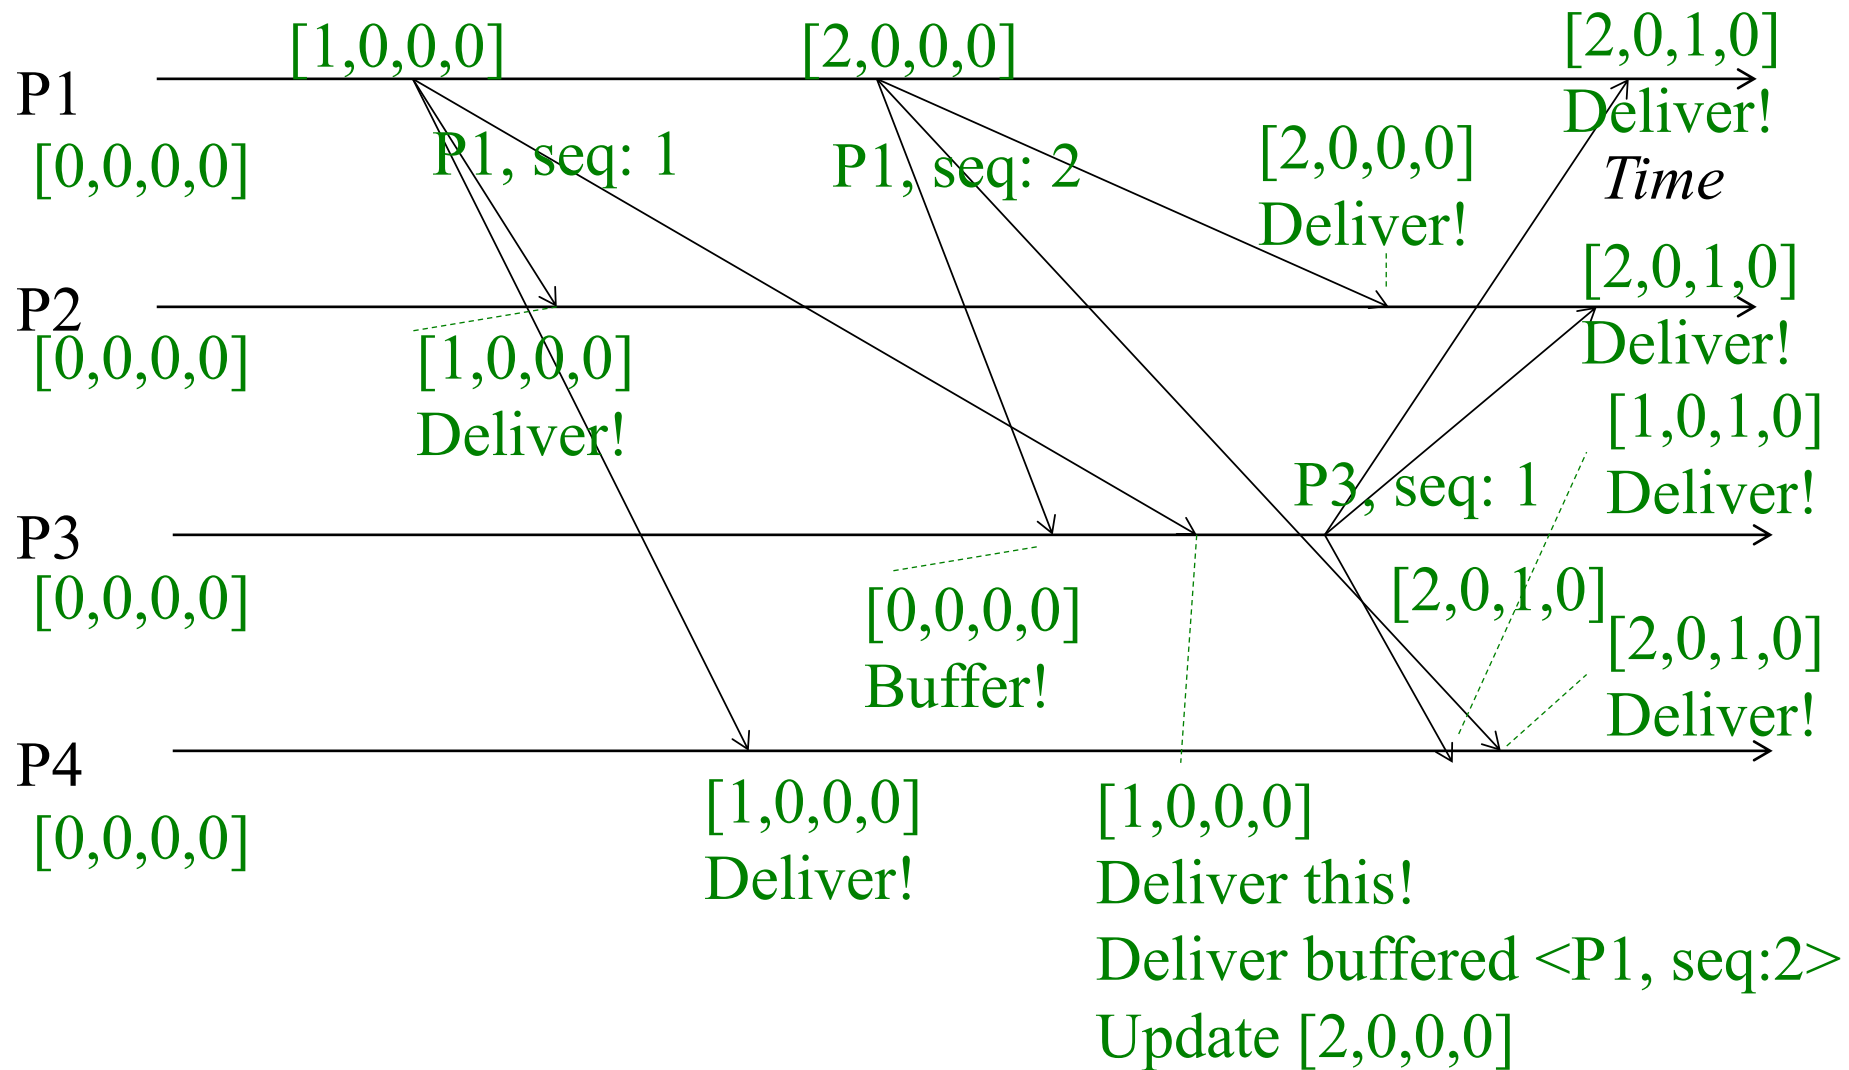 [1,0,0,0]
[2,0,0,0]
[2,0,1,0]
P1
Deliver!
[0,0,0,0]
P1, seq: 1
P1, seq: 2
[2,0,0,0]
Deliver!
Time
P2
[0,0,0,0]
[1,0,0,0]
Deliver!
[2,0,1,0]
Deliver!
[1,0,1,0]
Deliver!
P3, seq: 1
P3
[0,0,0,0]
[0,0,0,0]
Buffer!
[2,0,1,0]
[2,0,1,0]
Deliver!
P4
[0,0,0,0]
[1,0,0,0]
Deliver!
[1,0,0,0]
Deliver this!
Deliver buffered <P1, seq:2>
Update [2,0,0,0]